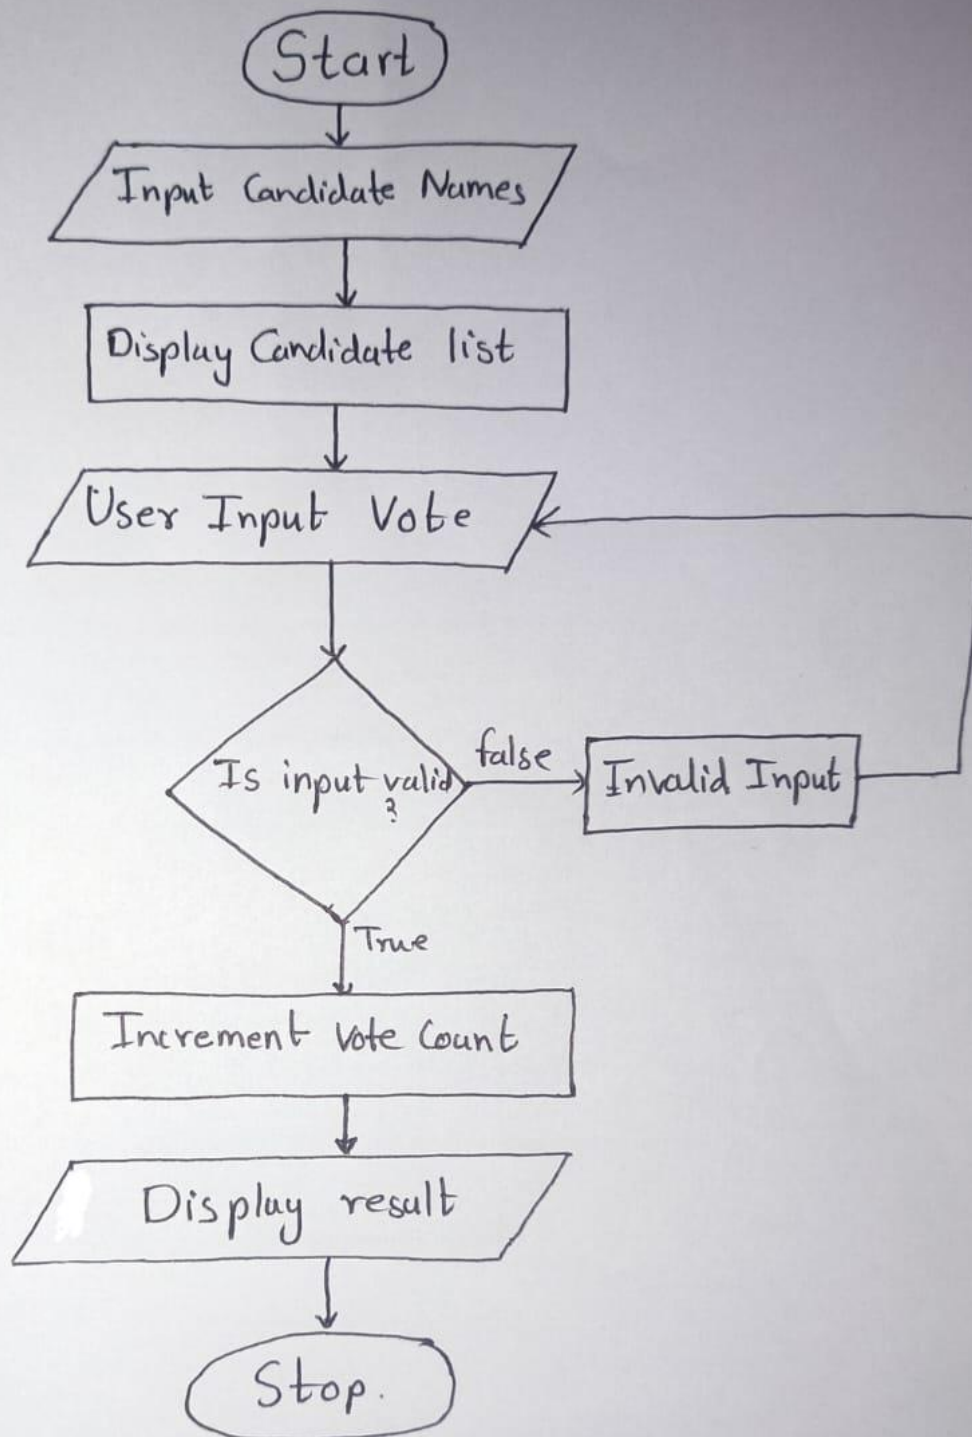 Start
Input Candidate Names
Display Candidate list
User Input Vote
Is input valid
?
false
Invalid Input
True
Increment Vote Count
Display result
Stop.